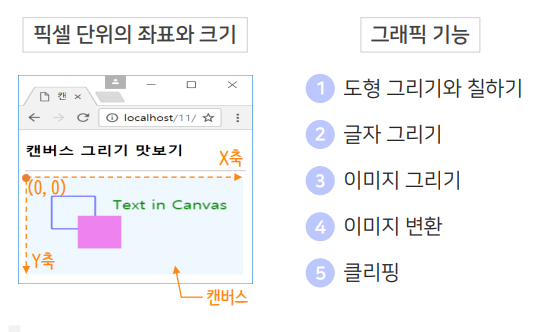 픽셀 단위의 좌표와 크기
캔
localhost/11/
캔버스 그리기 맛보기
X축
(0, 0)
Text in Canvas
Y축
캔버스
그래픽 기능
1 도형 그리기와 칠하기
2 글자 그리기
3 이미지 그리기
4 이미지 변환
5 클리핑